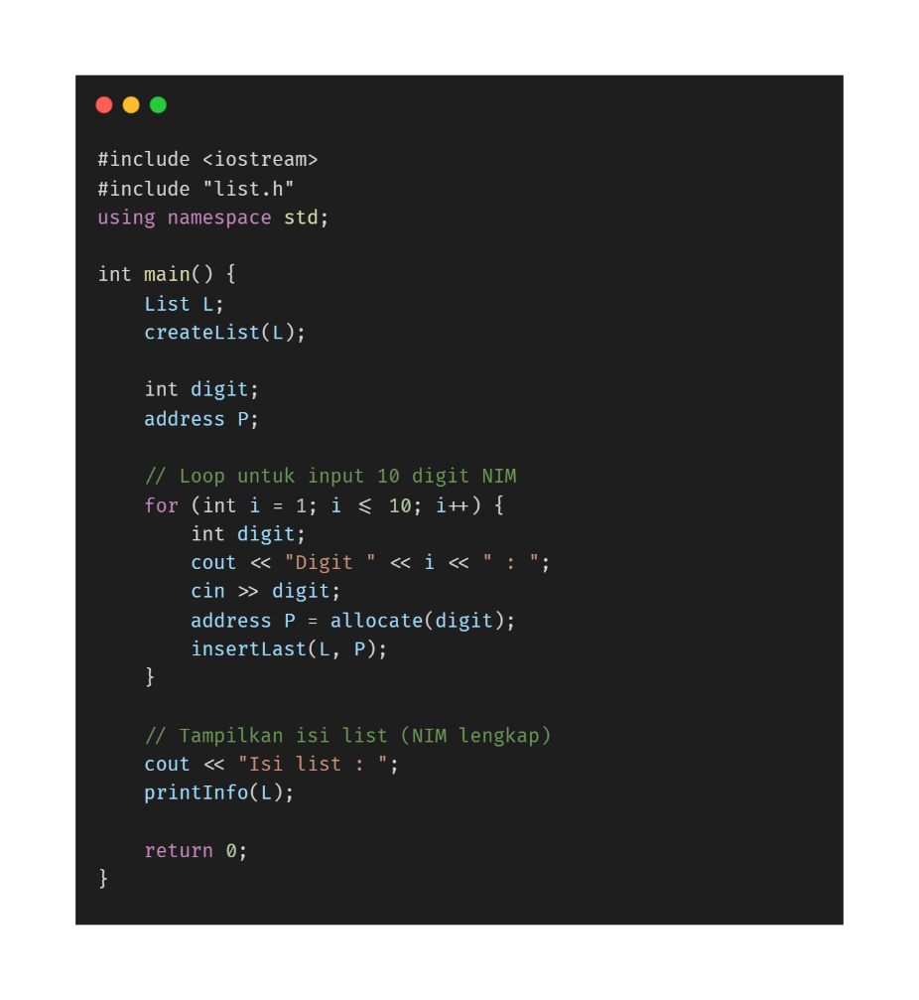 #include <iostream>
#include "list.h"
using namespace std;
int main() {
List L;
createList(L);
int digit;
address P;
// Loop untuk input 10 digit NIM
for (int i = 1; i <= 10; i++) {
int digit;
cout << "Digit " << i << " : ";
cin >> digit;
address P = allocate(digit);
insertLast(L, P);
}
// Tampilkan isi list (NIM lengkap)
cout << "Isi list : ";
printInfo(L);
return 0;
}